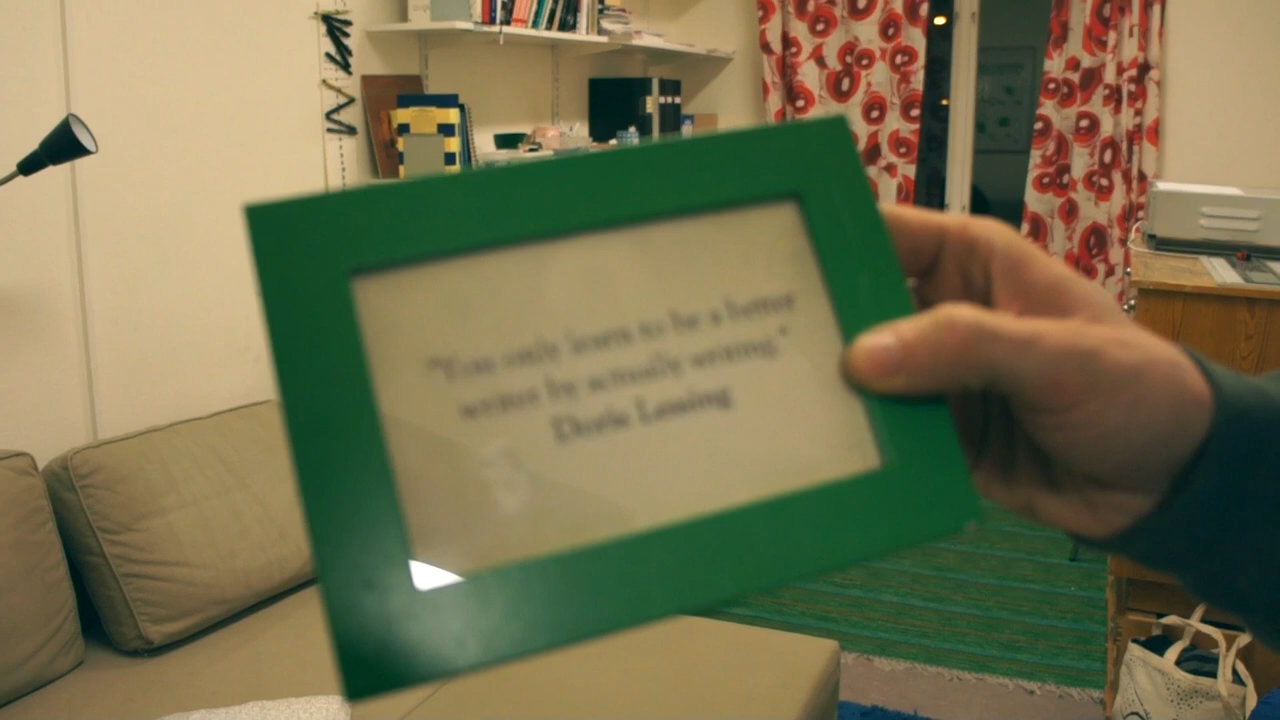 "You only learn to be a better
writer by actually writing."
Doris Lessing